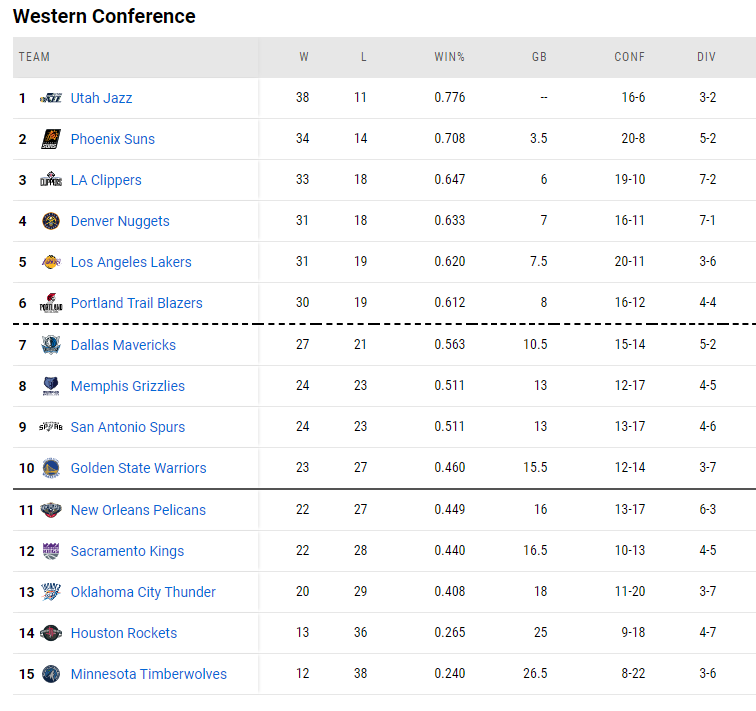 Western Conference
TEAM W L WIN% GB CONF DIV
1 Utah Jazz 38 11 0.776 -- 16-6 3-2
2 Phoenix Suns 34 14 0.708 3.5 20-8 5-2
3 LA Clippers 33 18 0.647 6 19-10 7-2
4 Denver Nuggets 31 18 0.633 7 16-11 7-1
5 Los Angeles Lakers 31 19 0.620 7.5 20-11 3-6
6 Portland Trail Blazers 30 19 0.612 8 16-12 4-4
7 Dallas Mavericks 27 21 0.563 10.5 15-14 5-2
8 Memphis Grizzlies 24 23 0.511 13 12-17 4-5
9 San Antonio Spurs 24 23 0.511 13 13-17 4-6
10 Golden State Warriors 23 27 0.460 15.5 12-14 3-7
11 New Orleans Pelicans 22 27 0.449 16 13-17 6-3
12 Sacramento Kings 22 28 0.440 16.5 10-13 4-5
13 Oklahoma City Thunder 20 29 0.408 18 11-20 3-7
14 Houston Rockets 13 36 0.265 25 9-18 4-7
15 Minnesota Timberwolves 12 38 0.240 26.5 8-22 3-6